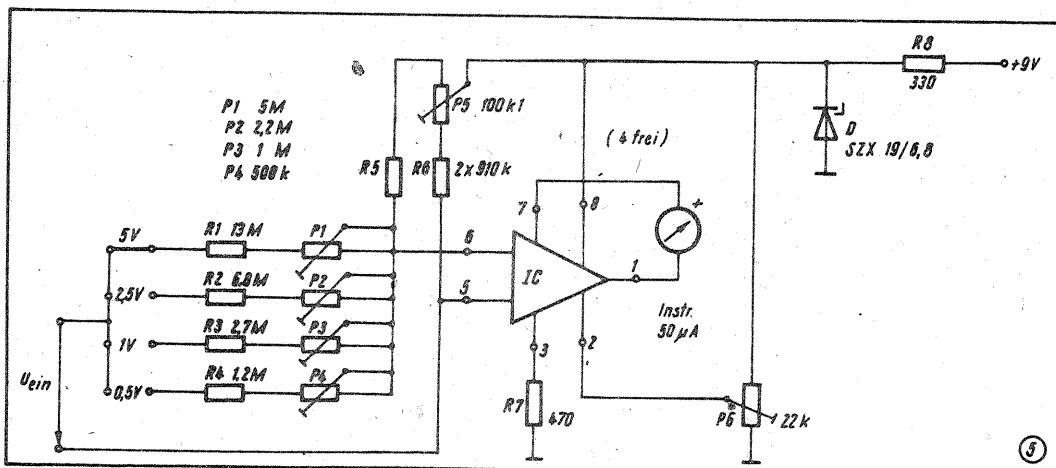 R8
330
+9V
P5 100k1
P1 5M
P2 2,2M
P3 1 M
P4 500k
(4 frei)
D
SZX 19/6,8
R5
R6
2x910k
7
8
+
5V
R1 13M
P1
6
IC
1
2,5V
R2 6,8M
P2
5
Instr.
50µA
1V
R3 2,7M
P3
3
2
Uein
0,5V
R4 1,2M
P4
R7
470
P6
22k
5